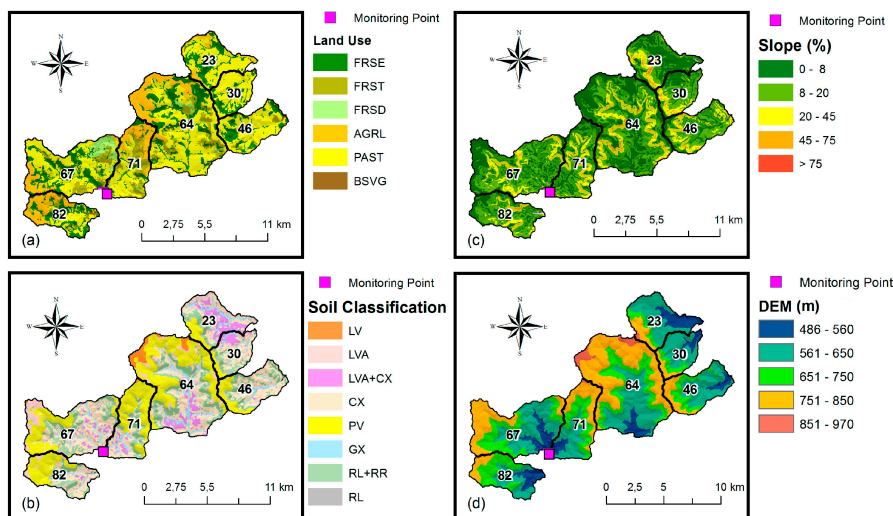 Monitoring Point
Land Use
FRSE
FRST
FRSD
AGRL
PAST
BSVG
N
W E
S
23
30
64
46
71
67
82
0 2,75 5,5 11 km
(a)
Monitoring Point
Slope (%)
0 - 8
8 - 20
20 - 45
45 - 75
> 75
N
W E
S
23
30
64
46
71
67
82
0 2,75 5,5 11 km
(c)
Monitoring Point
Soil Classification
LV
LVA
LVA+CX
CX
PV
GX
RL+RR
RL
N
W E
S
23
30
64
46
71
67
82
0 2,75 5,5 11 km
(b)
Monitoring Point
DEM (m)
486 - 560
561 - 650
651 - 750
751 - 850
851 - 970
N
W E
S
23
30
64
46
71
67
82
0 2,5 5 10 km
(d)